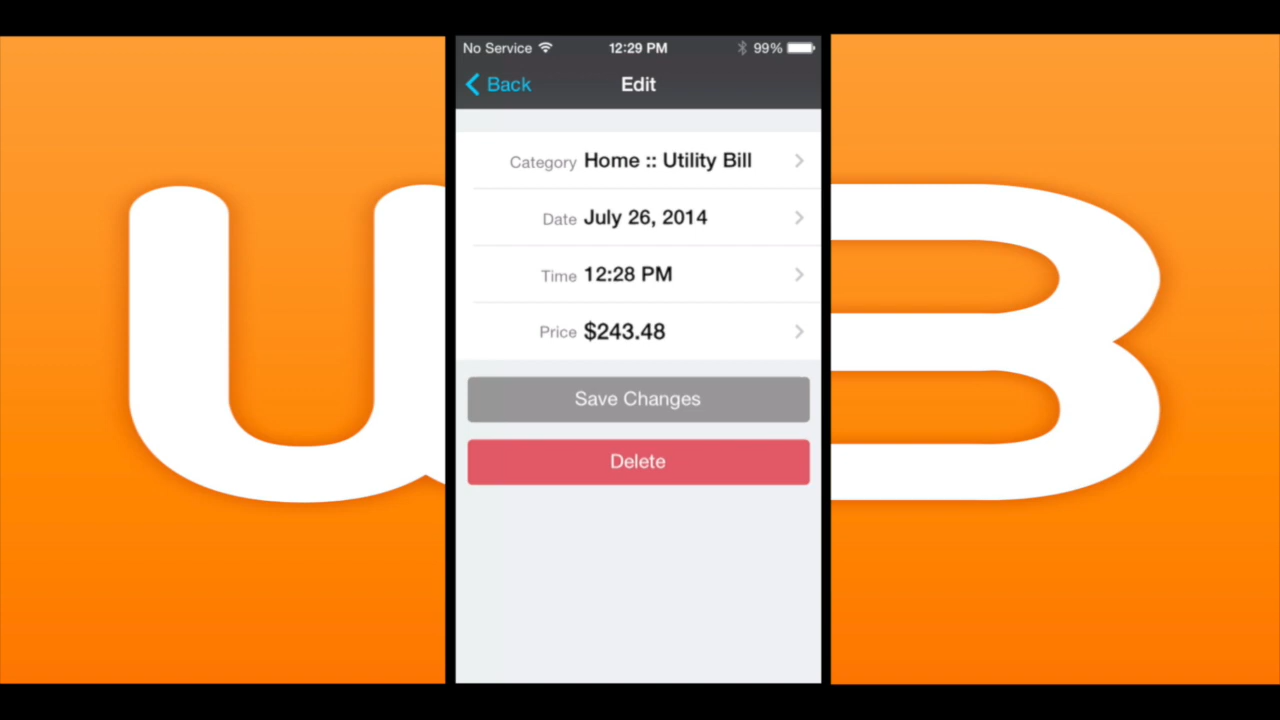 No Service 12:29 PM 99%
Back Edit
Category Home :: Utility Bill
Date July 26, 2014
Time 12:28 PM
Price $243.48
Save Changes
Delete
U B